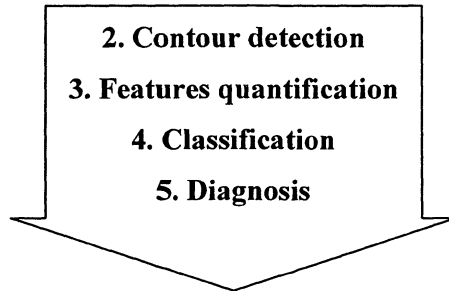 2. Contour detection
3. Features quantification
4. Classification
5. Diagnosis